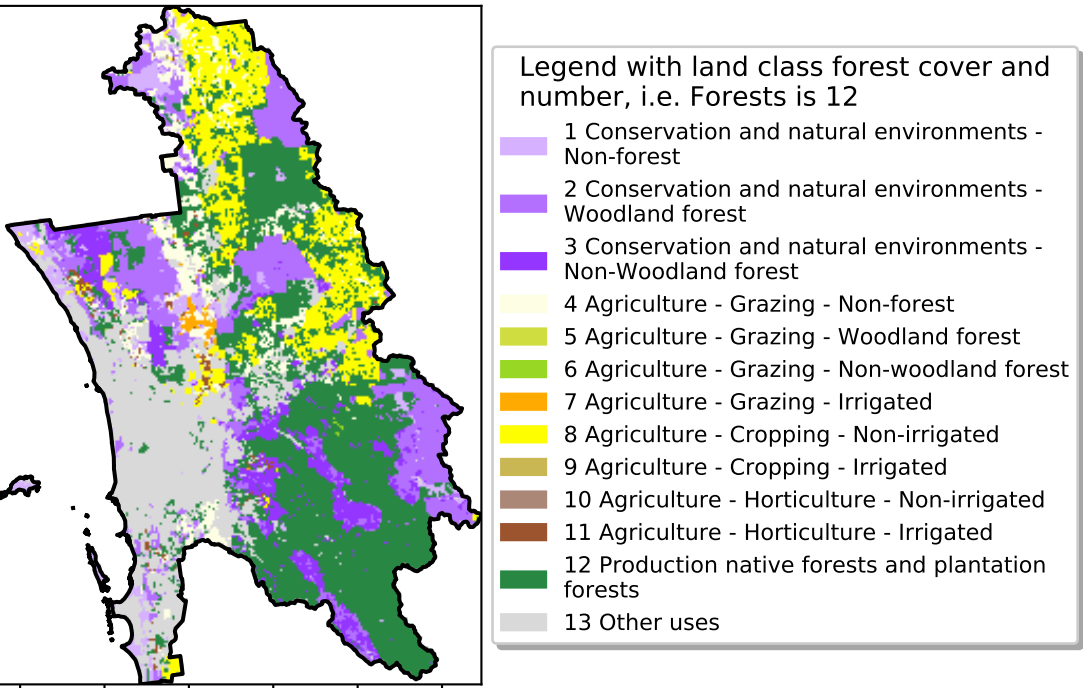 Legend with land class forest cover and
number, i.e. Forests is 12
1 Conservation and natural environments -
Non-forest
2 Conservation and natural environments -
Woodland forest
3 Conservation and natural environments -
Non-Woodland forest
4 Agriculture - Grazing - Non-forest
5 Agriculture - Grazing - Woodland forest
6 Agriculture - Grazing - Non-woodland forest
7 Agriculture - Grazing - Irrigated
8 Agriculture - Cropping - Non-irrigated
9 Agriculture - Cropping - Irrigated
10 Agriculture - Horticulture - Non-irrigated
11 Agriculture - Horticulture - Irrigated
12 Production native forests and plantation
forests
13 Other uses